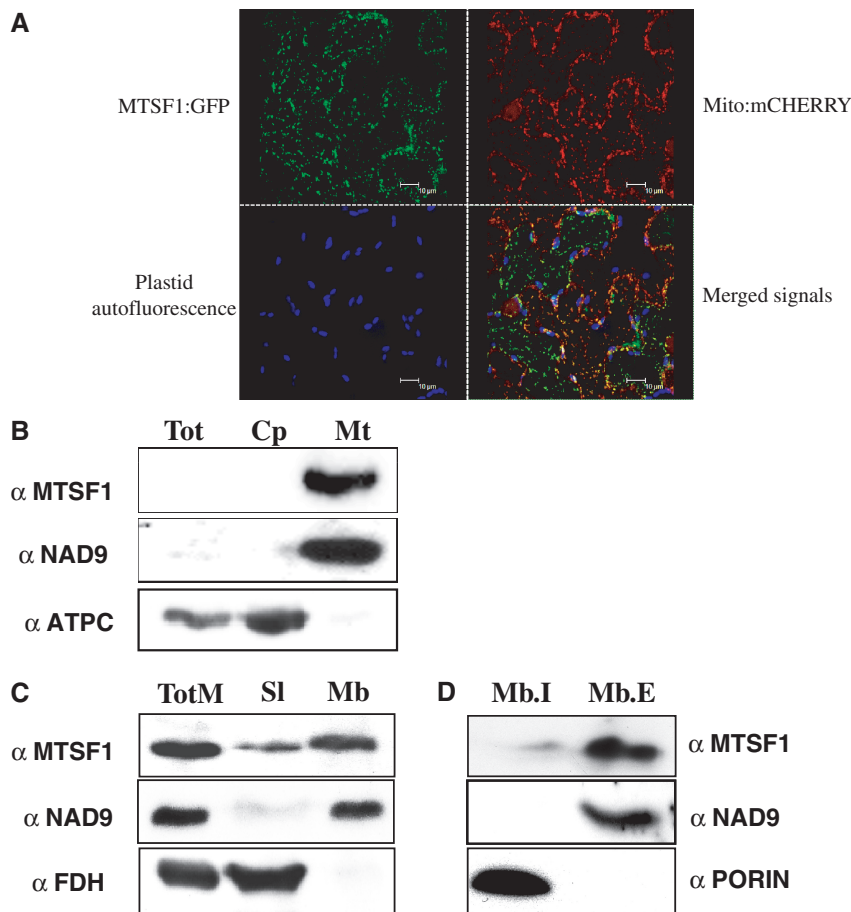 A
MTSF1:GFP
Mito:mCHERRY
10 µm
10 µm
Plastid
autofluorescence
Merged signals
10 µm
10 µm
B
Tot Cp Mt
α MTSF1
α NAD9
α ATPC
C
TotM Sl Mb
α MTSF1
α NAD9
α FDH
D
Mb.I Mb.E
α MTSF1
α NAD9
α PORIN